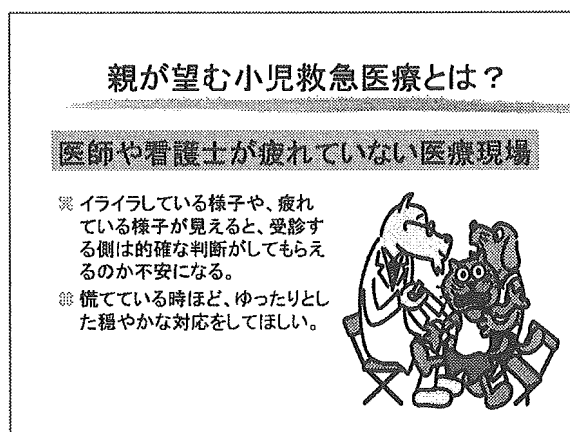 親が望む小児救急医療とは？
医師や看護士が疲れていない医療現場
イライラしている様子や、疲れ
ている様子が見えると、受診す
る側は的確な判断がしてもらえ
るのか不安になる。
慌てている時ほど、ゆったりとし
た穏やかな対応をしてほしい。